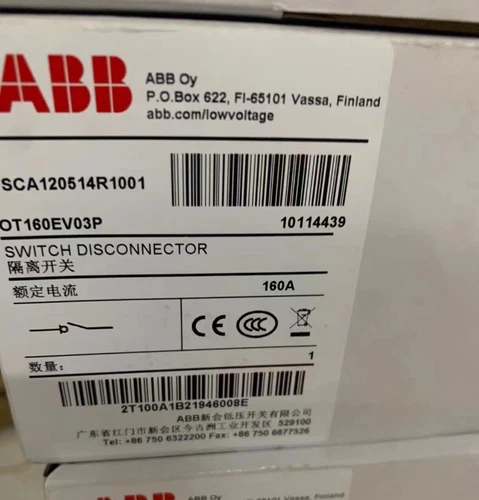 ABB
ABB Oy
P.O.Box 622, FI-65101 Vassa, Finland
abb.com/lowvoltage
SCA120514R1001
OT160EV03P 10114439
SWITCH DISCONNECTOR
隔离开关
额定电流 160A
CE CCC
数量: 1
2T100A1B21946008E
ABB新会低压开关有限公司
广东省江门市新会区今古洲工业开发区 529100
Tel: +86 750 6322200 Fax: +86 750 6677526